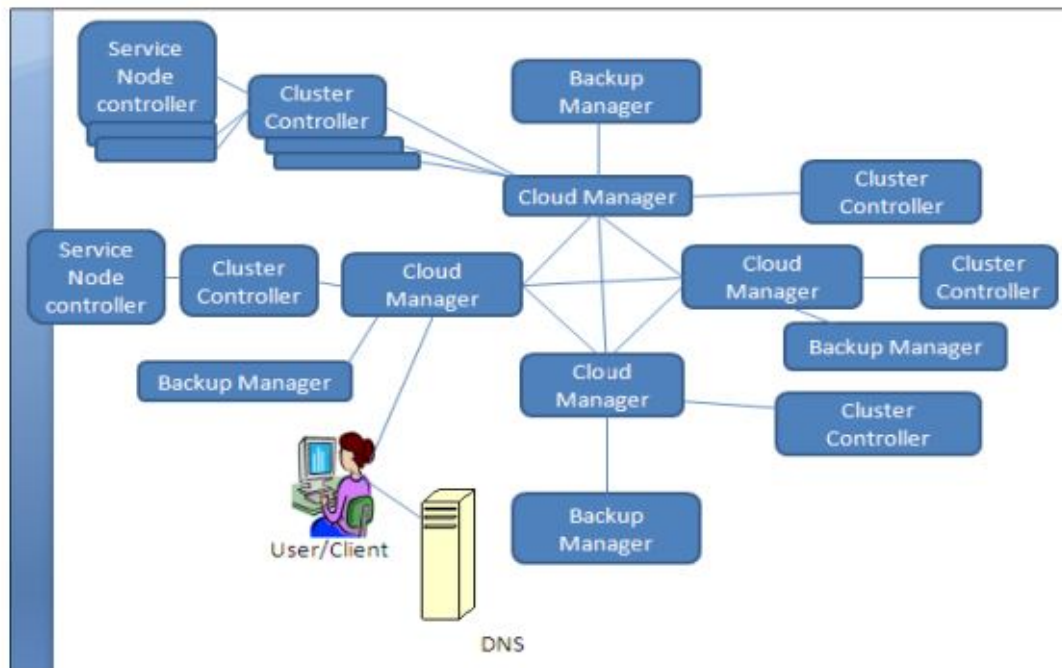 Service
Node
controller
Cluster
Controller
Backup
Manager
Cloud Manager
Cluster
Controller
Service
Node
controller
Cluster
Controller
Cloud
Manager
Cloud
Manager
Cluster
Controller
Backup Manager
Backup Manager
Cloud
Manager
Cluster
Controller
Backup
Manager
User/Client
DNS